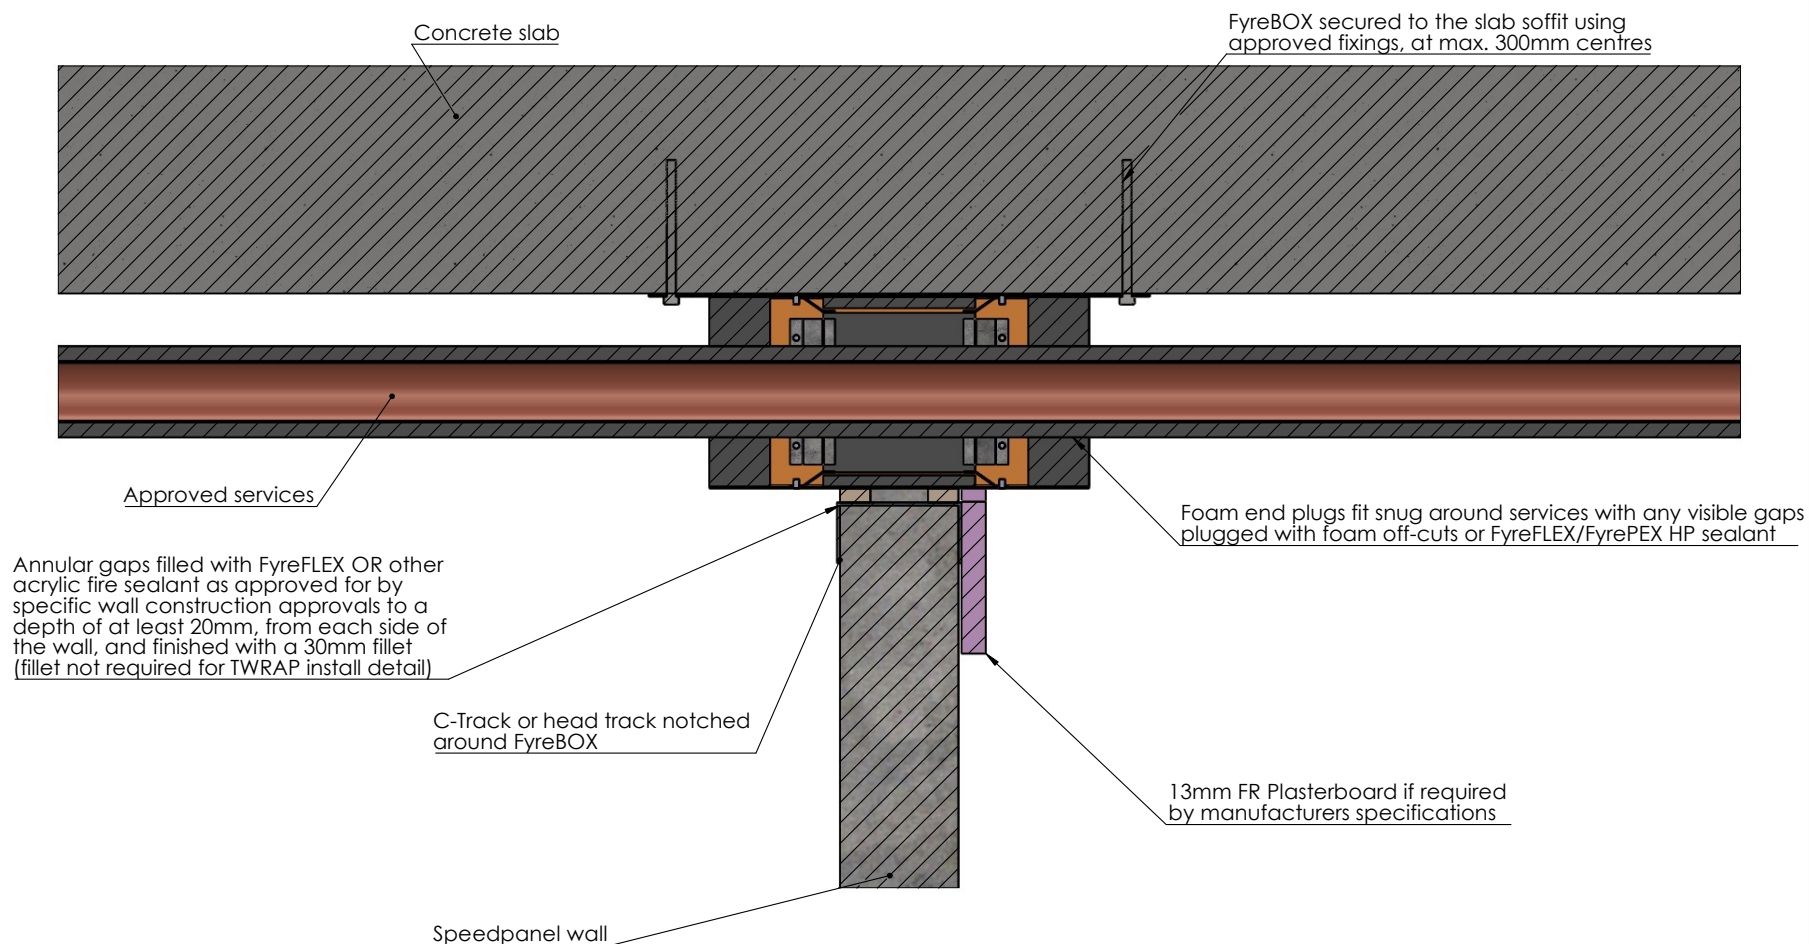 Concrete slab
FyreBOX secured to the slab soffit using
approved fixings, at max. 300mm centres
Approved services
Foam end plugs fit snug around services with any visible gaps
plugged with foam off-cuts or FyreFLEX/FyrePEX HP sealant
Annular gaps filled with FyreFLEX OR other
acrylic fire sealant as approved for by
specific wall construction approvals to a
depth of at least 20mm, from each side of
the wall, and finished with a 30mm fillet
(fillet not required for TWRAP install detail)
C-Track or head track notched
around FyreBOX
13mm FR Plasterboard if required
by manufacturers specifications
Speedpanel wall